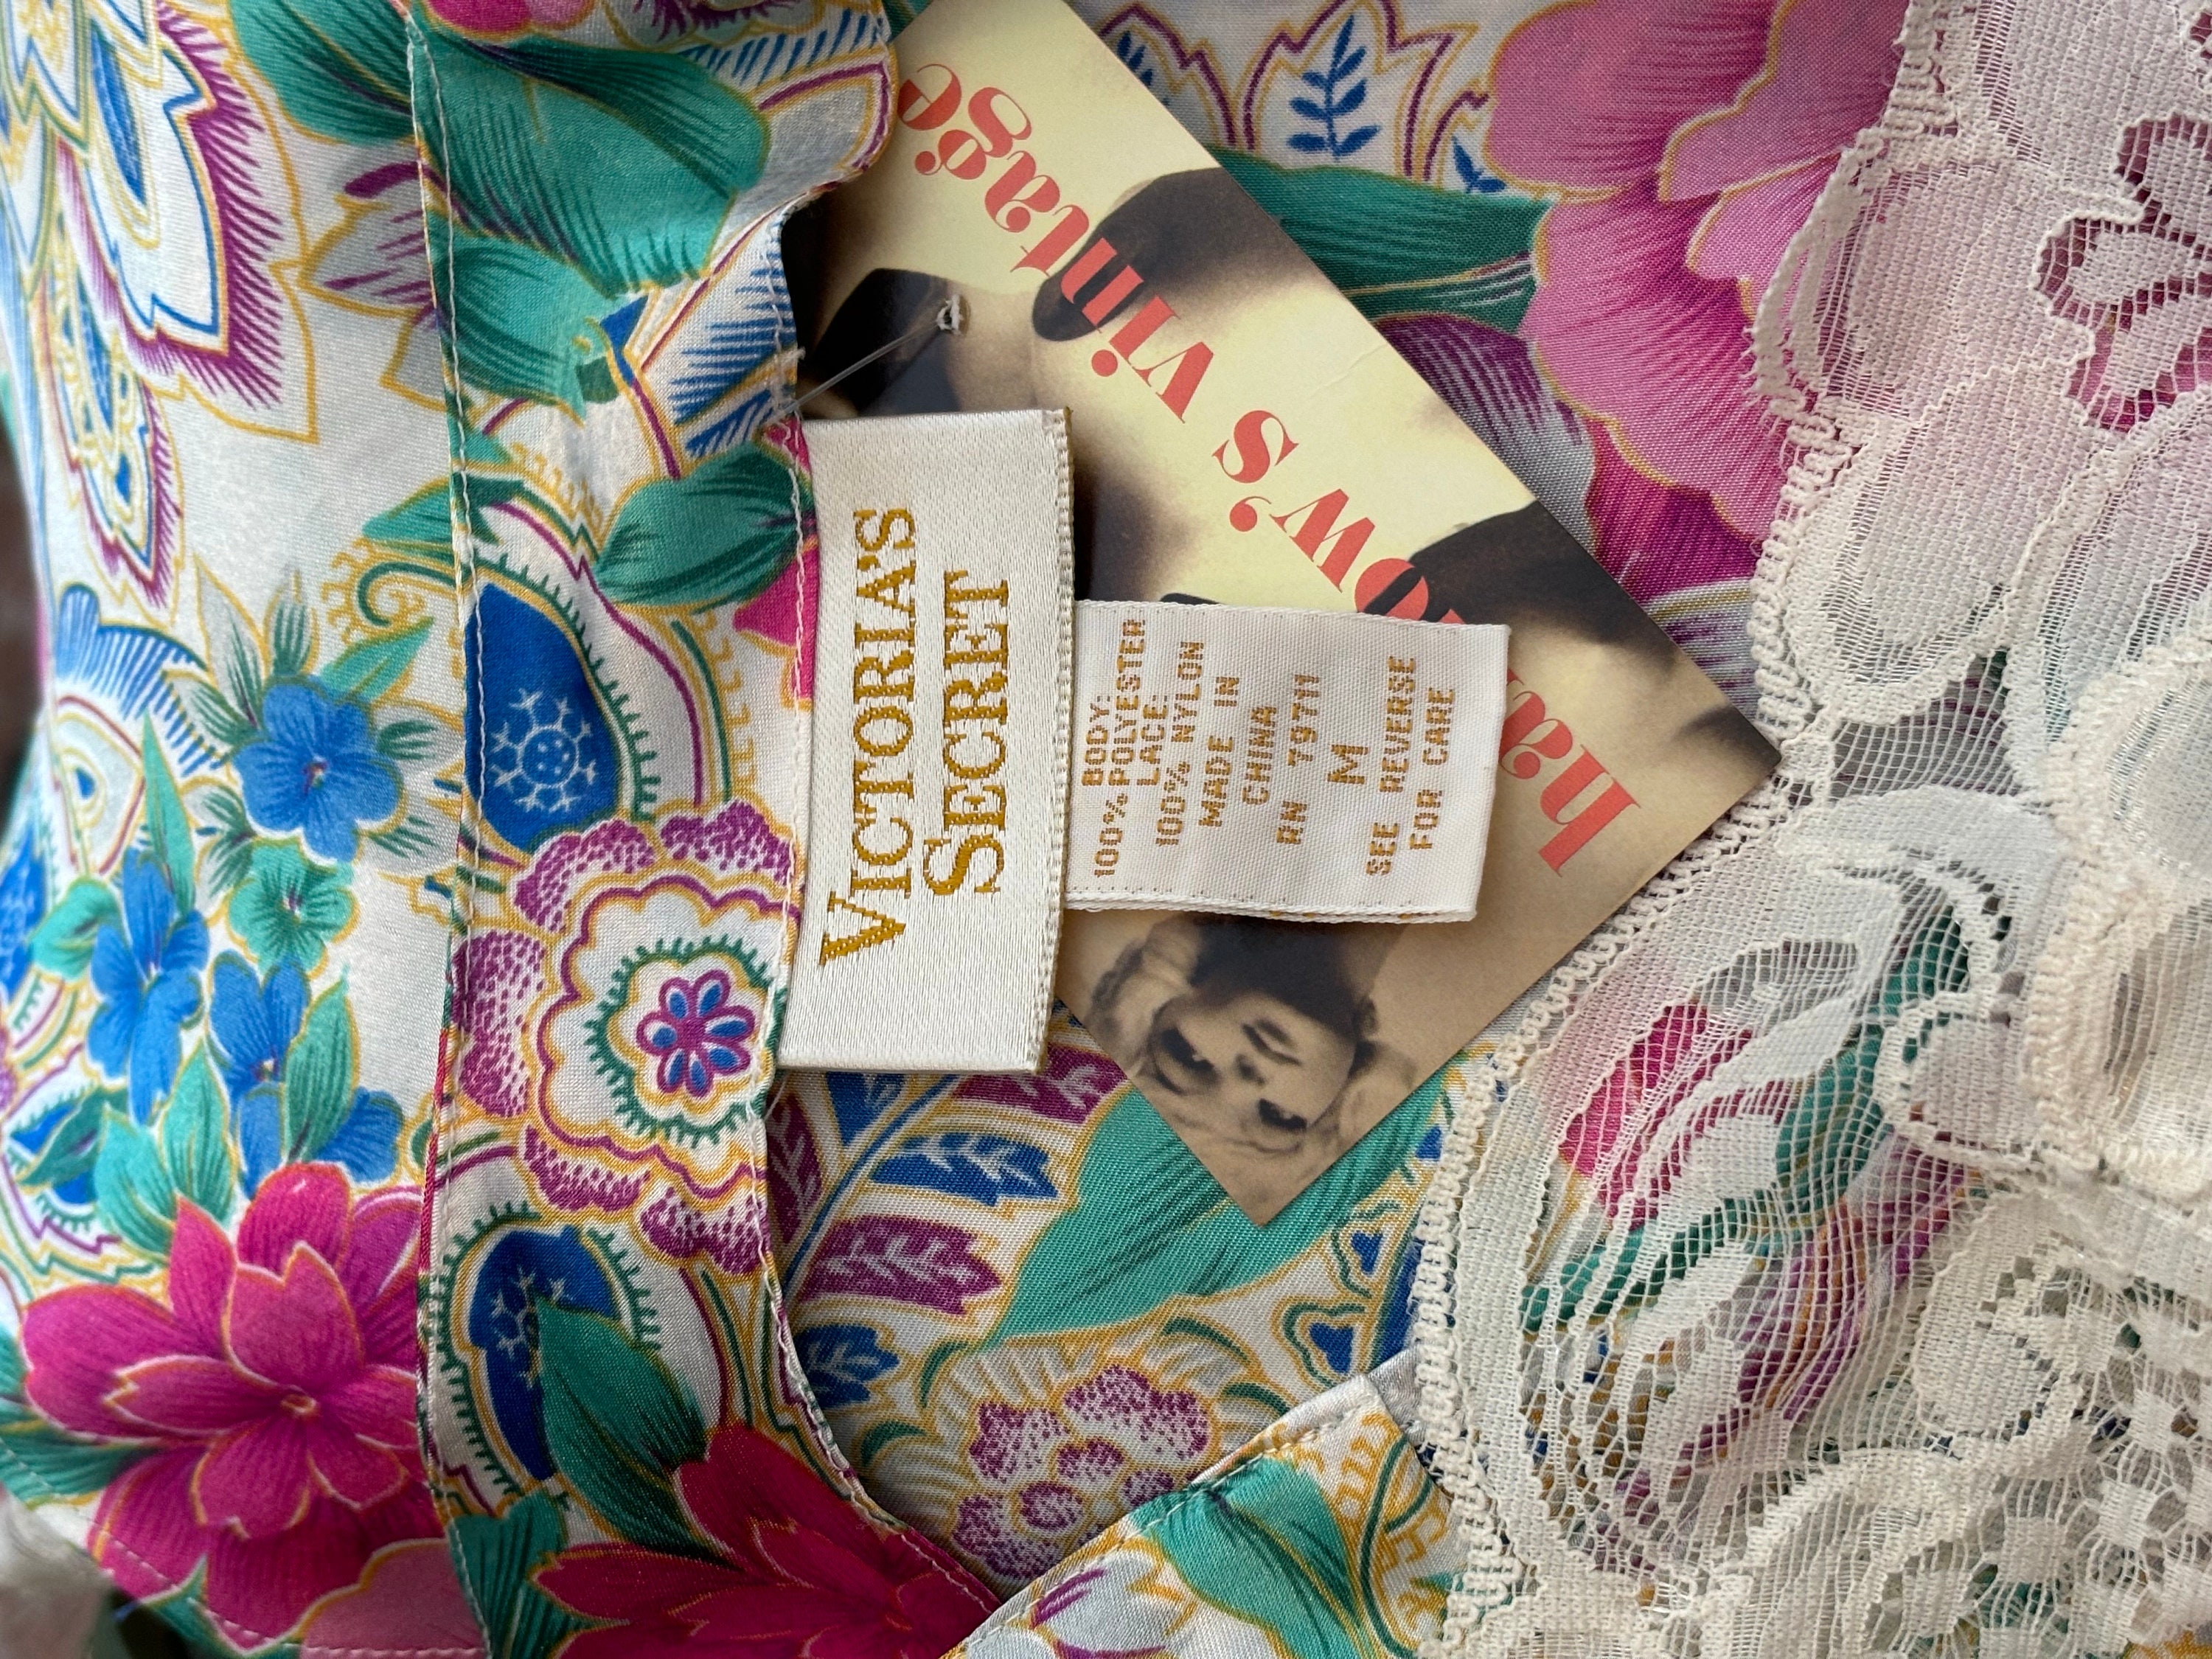 VICTORIA'S
SECRET
BODY:
100% POLYESTER
LACE:
100% NYLON
MADE IN
CHINA
RN 79711
M
SEE REVERSE
FOR CARE
vintage